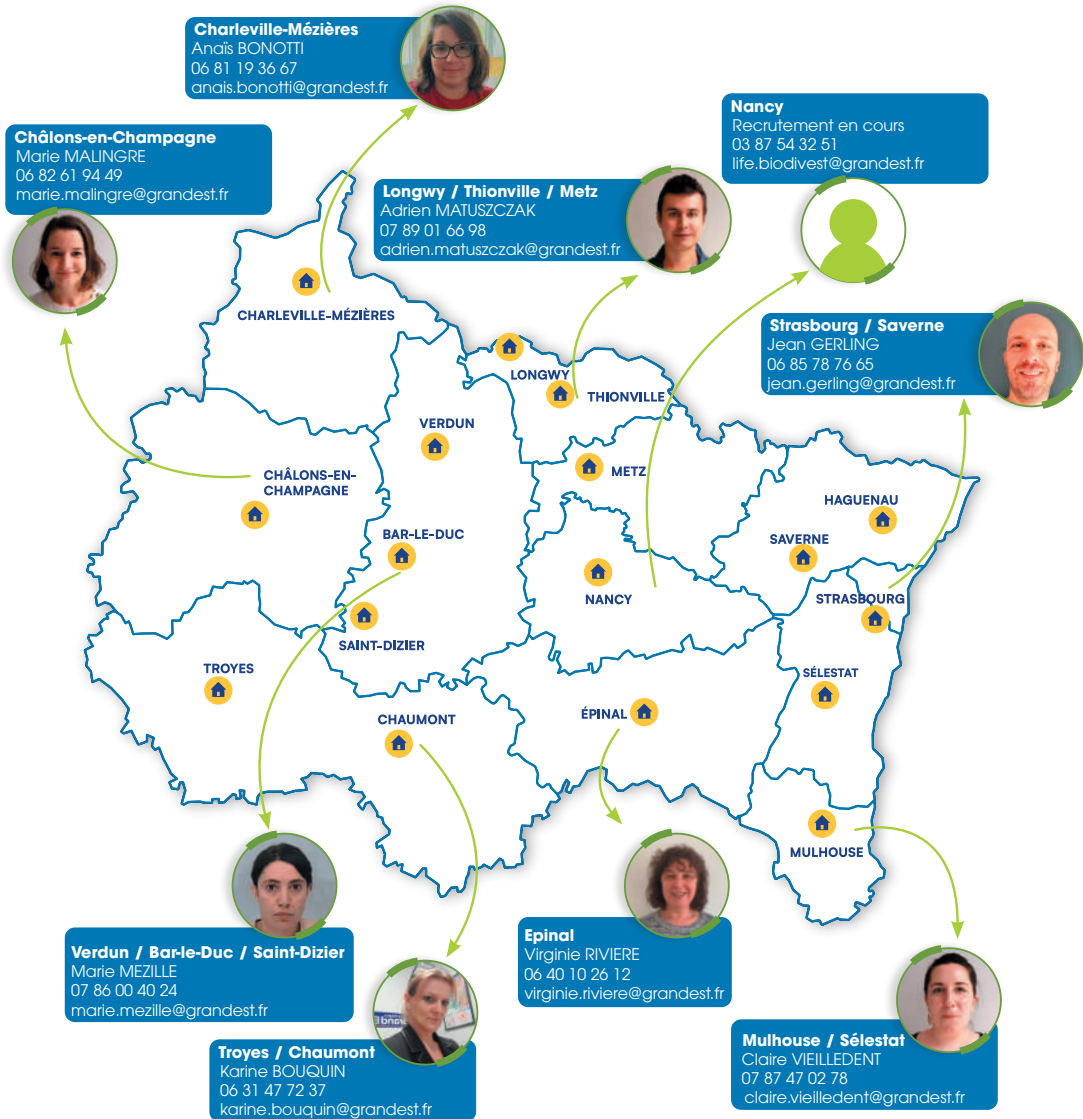 Charleville-Mézières
Anaïs BONOTTI
06 81 19 36 67
anais.bonotti@grandest.fr
Nancy
Recrutement en cours
03 87 54 32 51
life.biodivest@grandest.fr
Châlons-en-Champagne
Marie MALINGRE
06 82 61 94 49
marie.malingre@grandest.fr
Longwy / Thionville / Metz
Adrien MATUSZCZAK
07 89 01 66 98
adrien.matuszczak@grandest.fr
Strasbourg / Saverne
Jean GERLING
06 85 78 76 65
jean.gerling@grandest.fr
CHARLEVILLE-MÉZIÈRES
LONGWY
THIONVILLE
VERDUN
METZ
CHÂLONS-EN-
CHAMPAGNE
HAGUENAU
BAR-LE-DUC
SAVERNE
NANCY
STRASBOURG
SAINT-DIZIER
TROYES
SÉLESTAT
CHAUMONT
ÉPINAL
MULHOUSE
Verdun / Bar-le-Duc / Saint-Dizier
Marie MEZILLE
07 86 00 40 24
marie.mezille@grandest.fr
Epinal
Virginie RIVIERE
06 40 10 26 12
virginie.riviere@grandest.fr
Troyes / Chaumont
Karine BOUQUIN
06 31 47 72 37
karine.bouquin@grandest.fr
Mulhouse / Sélestat
Claire VIEILLEDENT
07 87 47 02 78
claire.vieilledent@grandest.fr